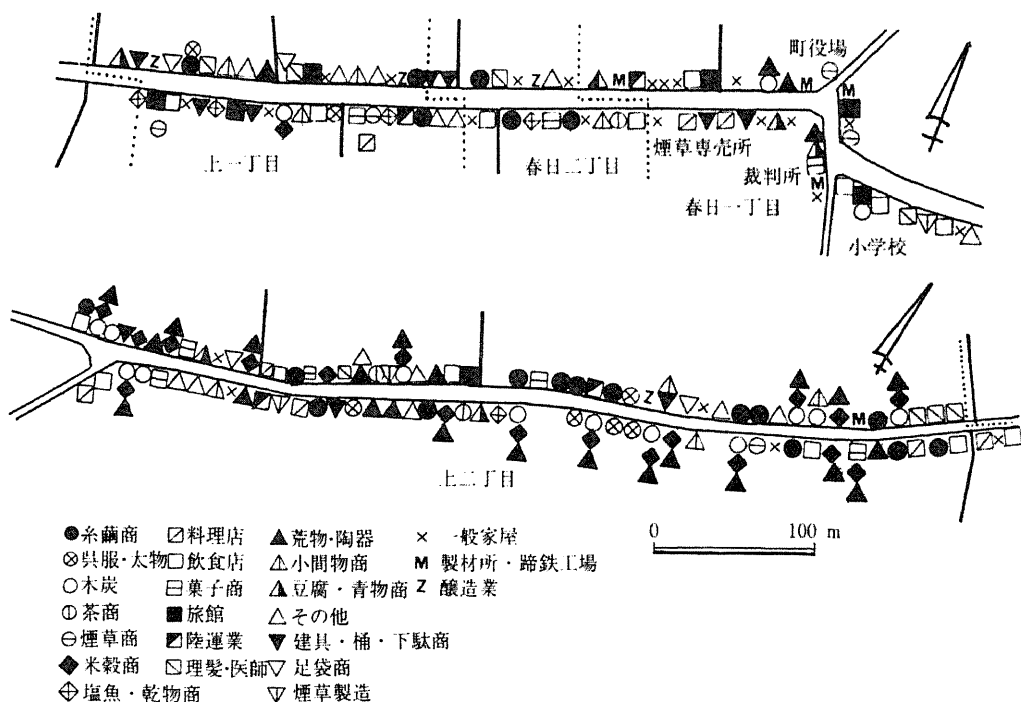 町役場
煙草専売所
上一丁目
春日二丁目
裁判所
春日一丁目
小学校
上二丁目
0 100 m
糸繭商 料理店 荒物・陶器 一般家屋
呉服・太物 飲食店 小間物商 M 製材所・蹄鉄工場
木炭 菓子商 豆腐・青物商 Z 醸造業
茶商 旅館 その他
煙草商 陸運業 建具・桶・下駄商
米穀商 理髪・医師 足袋商
塩魚・乾物商 煙草製造